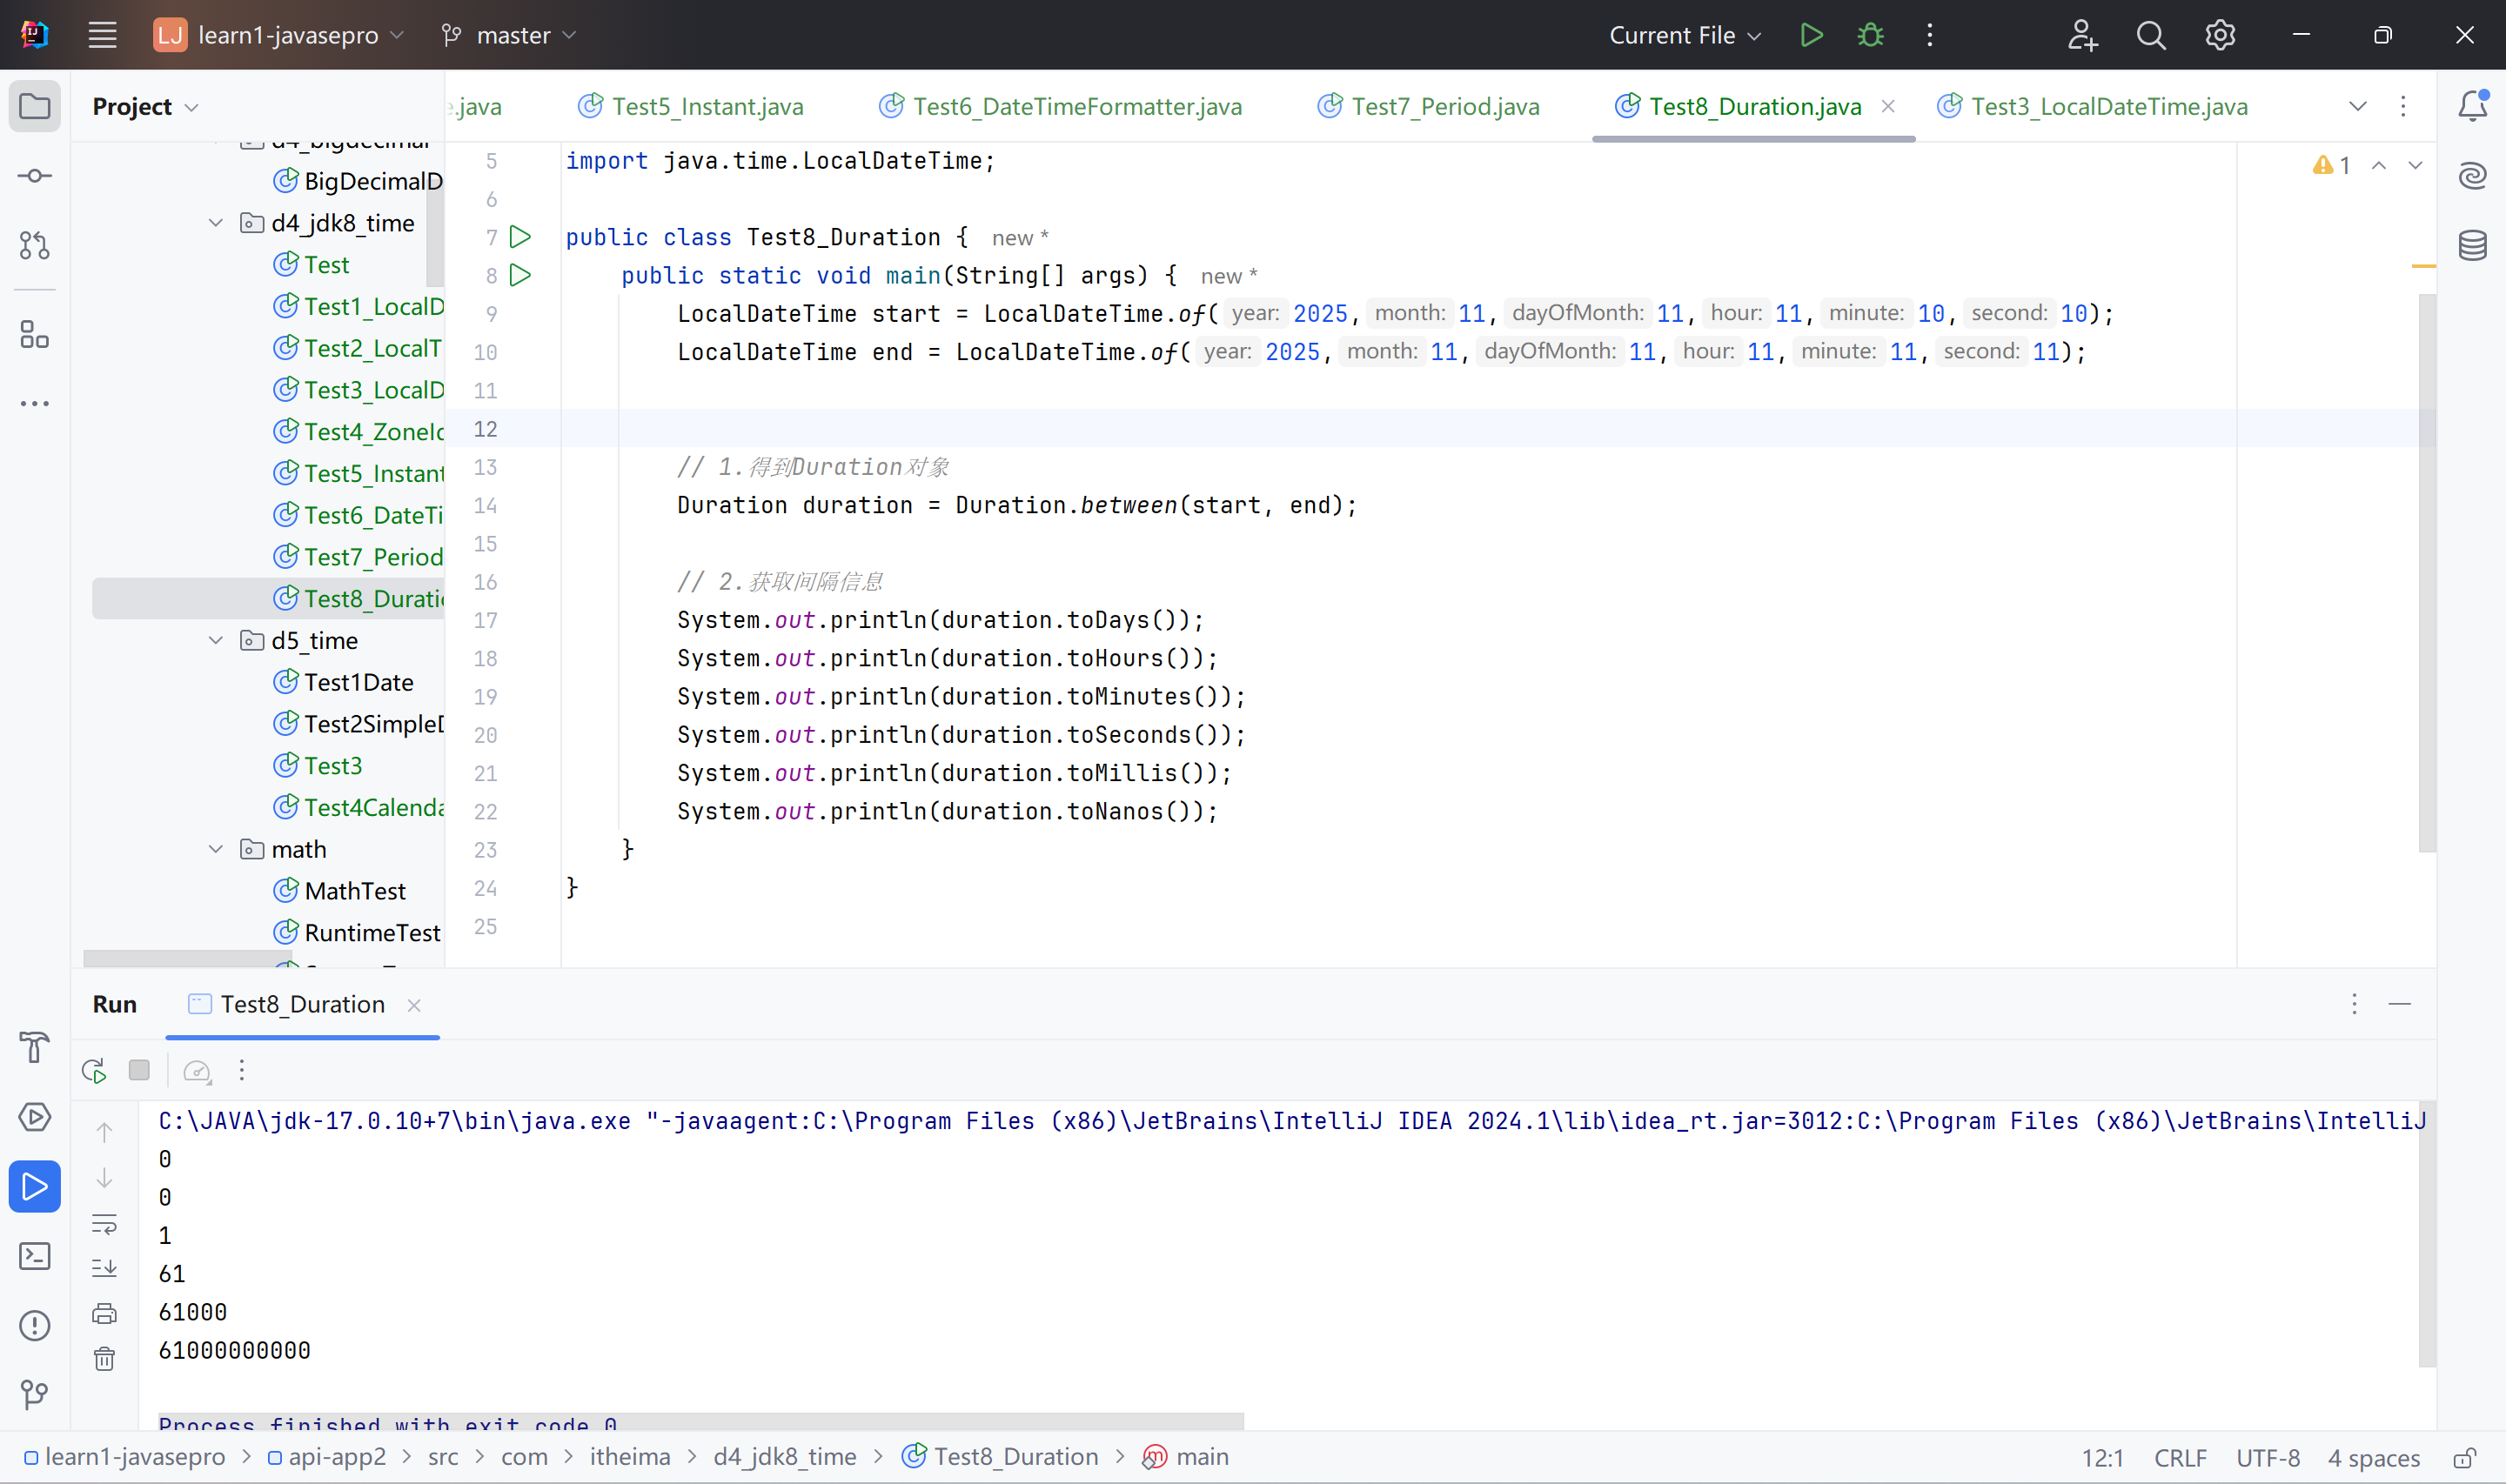 LJ learn1-javasepro master Current File
Project
e.java Test5_Instant.java Test6_DateTimeFormatter.java Test7_Period.java Test8_Duration.java Test3_LocalDateTime.java
d4_bigdecimal
BigDecimalD
d4_jdk8_time
Test
Test1_LocalD
Test2_LocalT
Test3_LocalD
Test4_ZoneId
Test5_Instant
Test6_DateTi
Test7_Period
Test8_Duratio
d5_time
Test1Date
Test2SimpleD
Test3
Test4Calenda
math
MathTest
RuntimeTest
1
5 import java.time.LocalDateTime;
6
7 public class Test8_Duration { new *
8 public static void main(String[] args) { new *
9 LocalDateTime start = LocalDateTime.of( year: 2025, month: 11, dayOfMonth: 11, hour: 11, minute: 10, second: 10);
10 LocalDateTime end = LocalDateTime.of( year: 2025, month: 11, dayOfMonth: 11, hour: 11, minute: 11, second: 11);
11
12
13 // 1.得到Duration对象
14 Duration duration = Duration.between(start, end);
15
16 // 2.获取间隔信息
17 System.out.println(duration.toDays());
18 System.out.println(duration.toHours());
19 System.out.println(duration.toMinutes());
20 System.out.println(duration.toSeconds());
21 System.out.println(duration.toMillis());
22 System.out.println(duration.toNanos());
23 }
24 }
25
Run Test8_Duration
C:\JAVA\jdk-17.0.10+7\bin\java.exe "-javaagent:C:\Program Files (x86)\JetBrains\IntelliJ IDEA 2024.1\lib\idea_rt.jar=3012:C:\Program Files (x86)\JetBrains\IntelliJ
0
0
1
61
61000
61000000000
Process finished with exit code 0
learn1-javasepro > api-app2 > src > com > itheima > d4_jdk8_time > Test8_Duration > main 12:1 CRLF UTF-8 4 spaces